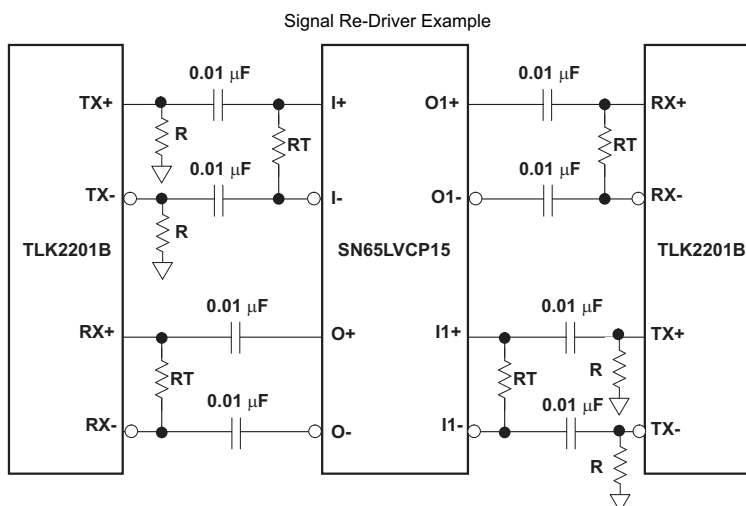 Signal Re-Driver Example
0.01 μF
0.01 μF
TX+
I+
O1+
RX+
R
RT
RT
0.01 μF
0.01 μF
TX-
I-
O1-
RX-
R
TLK2201B
SN65LVCP15
TLK2201B
0.01 μF
0.01 μF
RX+
O+
I1+
TX+
RT
RT
R
0.01 μF
0.01 μF
RX-
O-
I1-
TX-
R